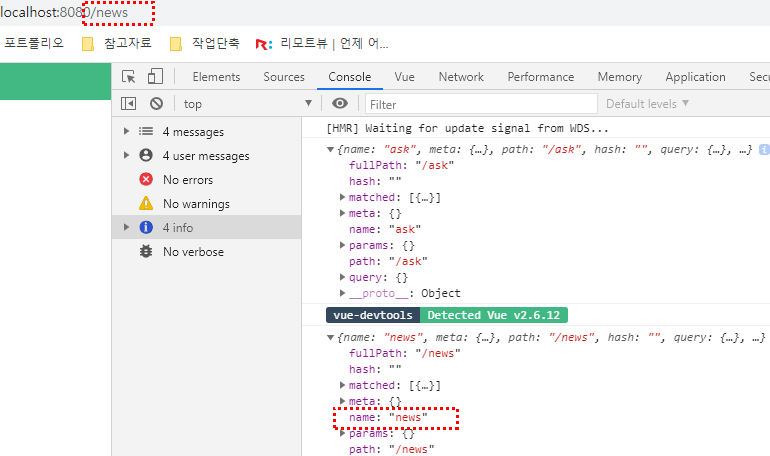 localhost:8080/news
포트폴리오 참고자료 작업단축 R: 리모트뷰 | 언제 어...
Elements Sources Console Vue Network Performance Memory Application Secu
top Filter Default levels ▼
4 messages
4 user messages
No errors
No warnings
4 info
No verbose
[HMR] Waiting for update signal from WDS...
▼{name: "ask", meta: {…}, path: "/ask", hash: "", query: {…}, …} i
fullPath: "/ask"
hash: ""
▶matched: [{…}]
▶meta: {}
name: "ask"
▶params: {}
path: "/ask"
▶query: {}
▶__proto__: Object
vue-devtools Detected Vue v2.6.12
▼{name: "news", meta: {…}, path: "/news", hash: "", query: {…}, …}
fullPath: "/news"
hash: ""
▶matched: [{…}]
▶meta: {}
name: "news"
▶params: {}
path: "/news"